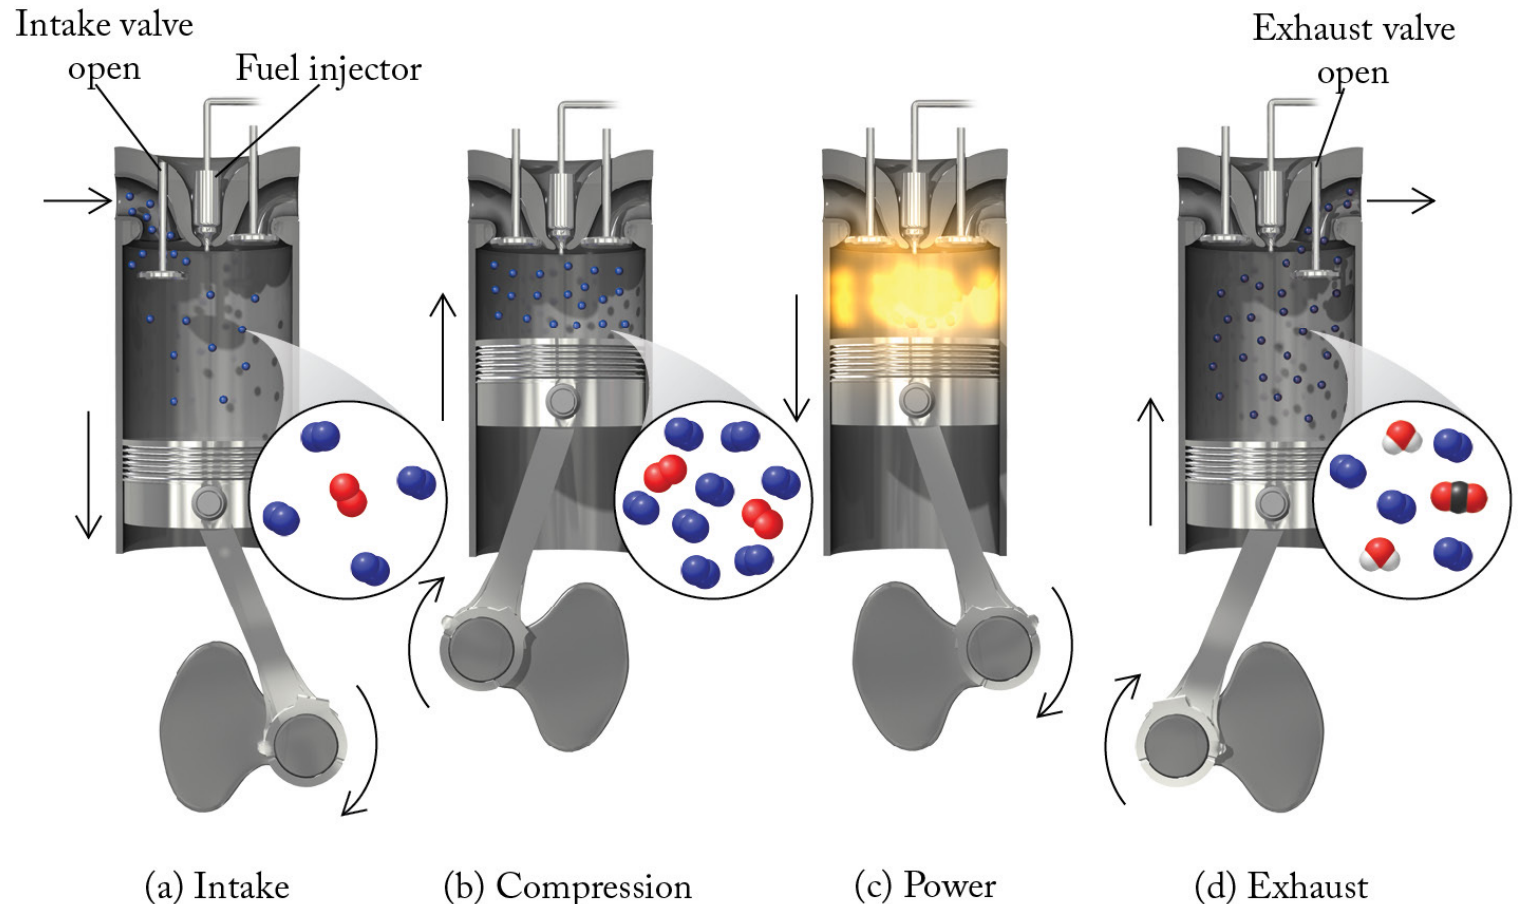 Intake valve
open
Fuel injector
Exhaust valve
open
(a) Intake
(b) Compression
(c) Power
(d) Exhaust